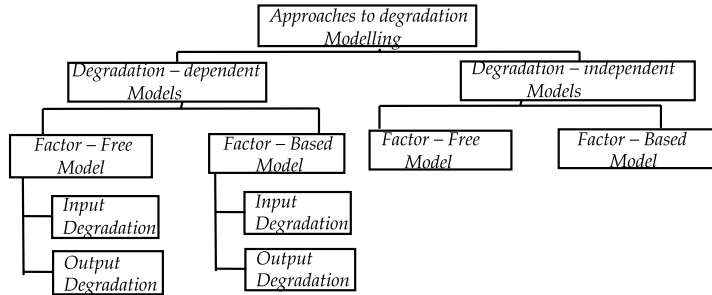 Approaches to degradation
Modelling
Degradation – dependent
Models
Degradation – independent
Models
Factor – Free
Model
Factor – Based
Model
Factor – Free
Model
Factor – Based
Model
Input
Degradation
Output
Degradation
Input
Degradation
Output
Degradation